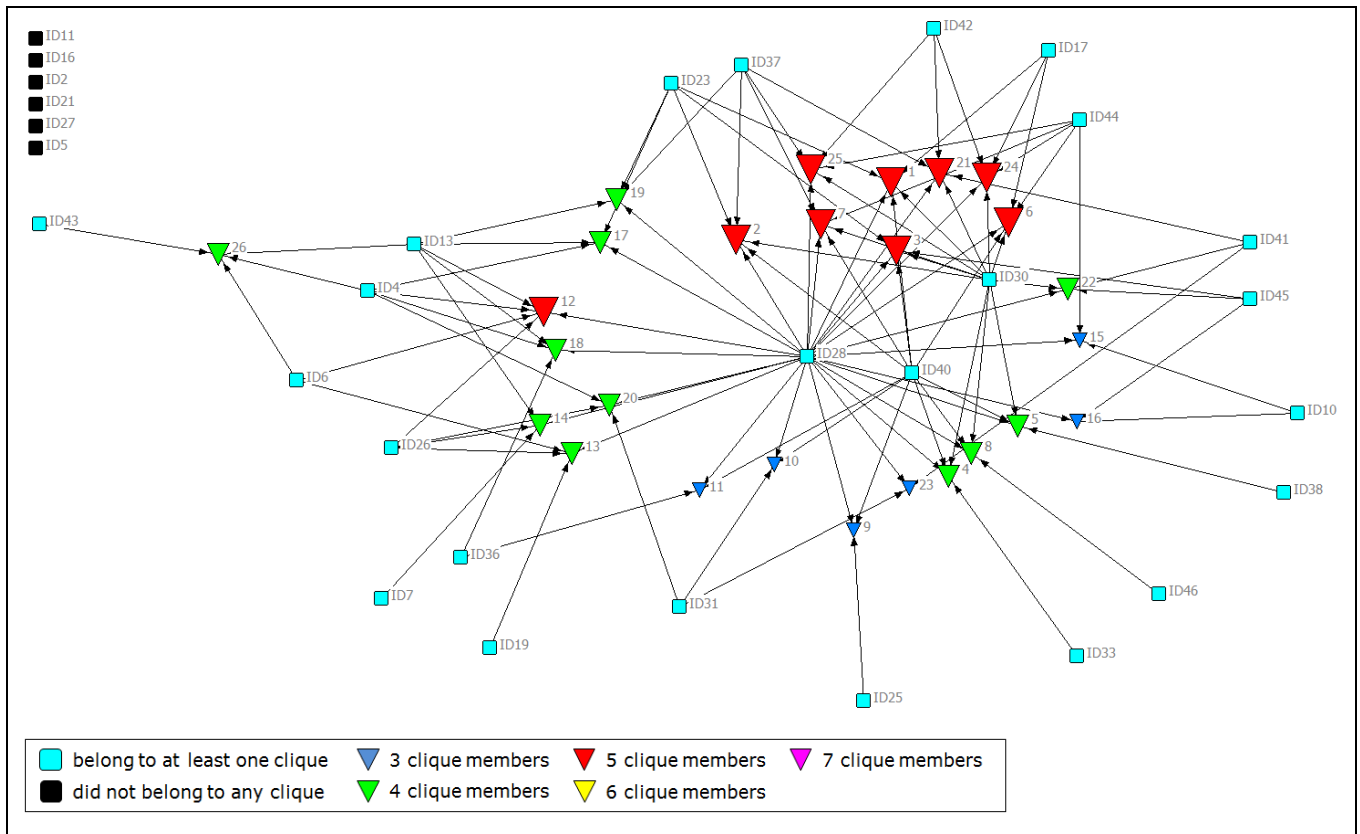 ID11
ID16
ID2
ID21
ID27
ID5
ID42
ID17
ID37
ID23
ID44
25
1
21
24
19
7
6
2
17
3
ID43
26
ID13
ID41
ID30
22
ID4
ID45
12
15
18
ID28
ID40
ID6
20
14
5
16
ID10
ID26
13
8
10
4
11
23
ID38
9
ID36
ID7
ID31
ID46
ID19
ID33
ID25
belong to at least one clique 3 clique members 5 clique members 7 clique members
did not belong to any clique 4 clique members 6 clique members